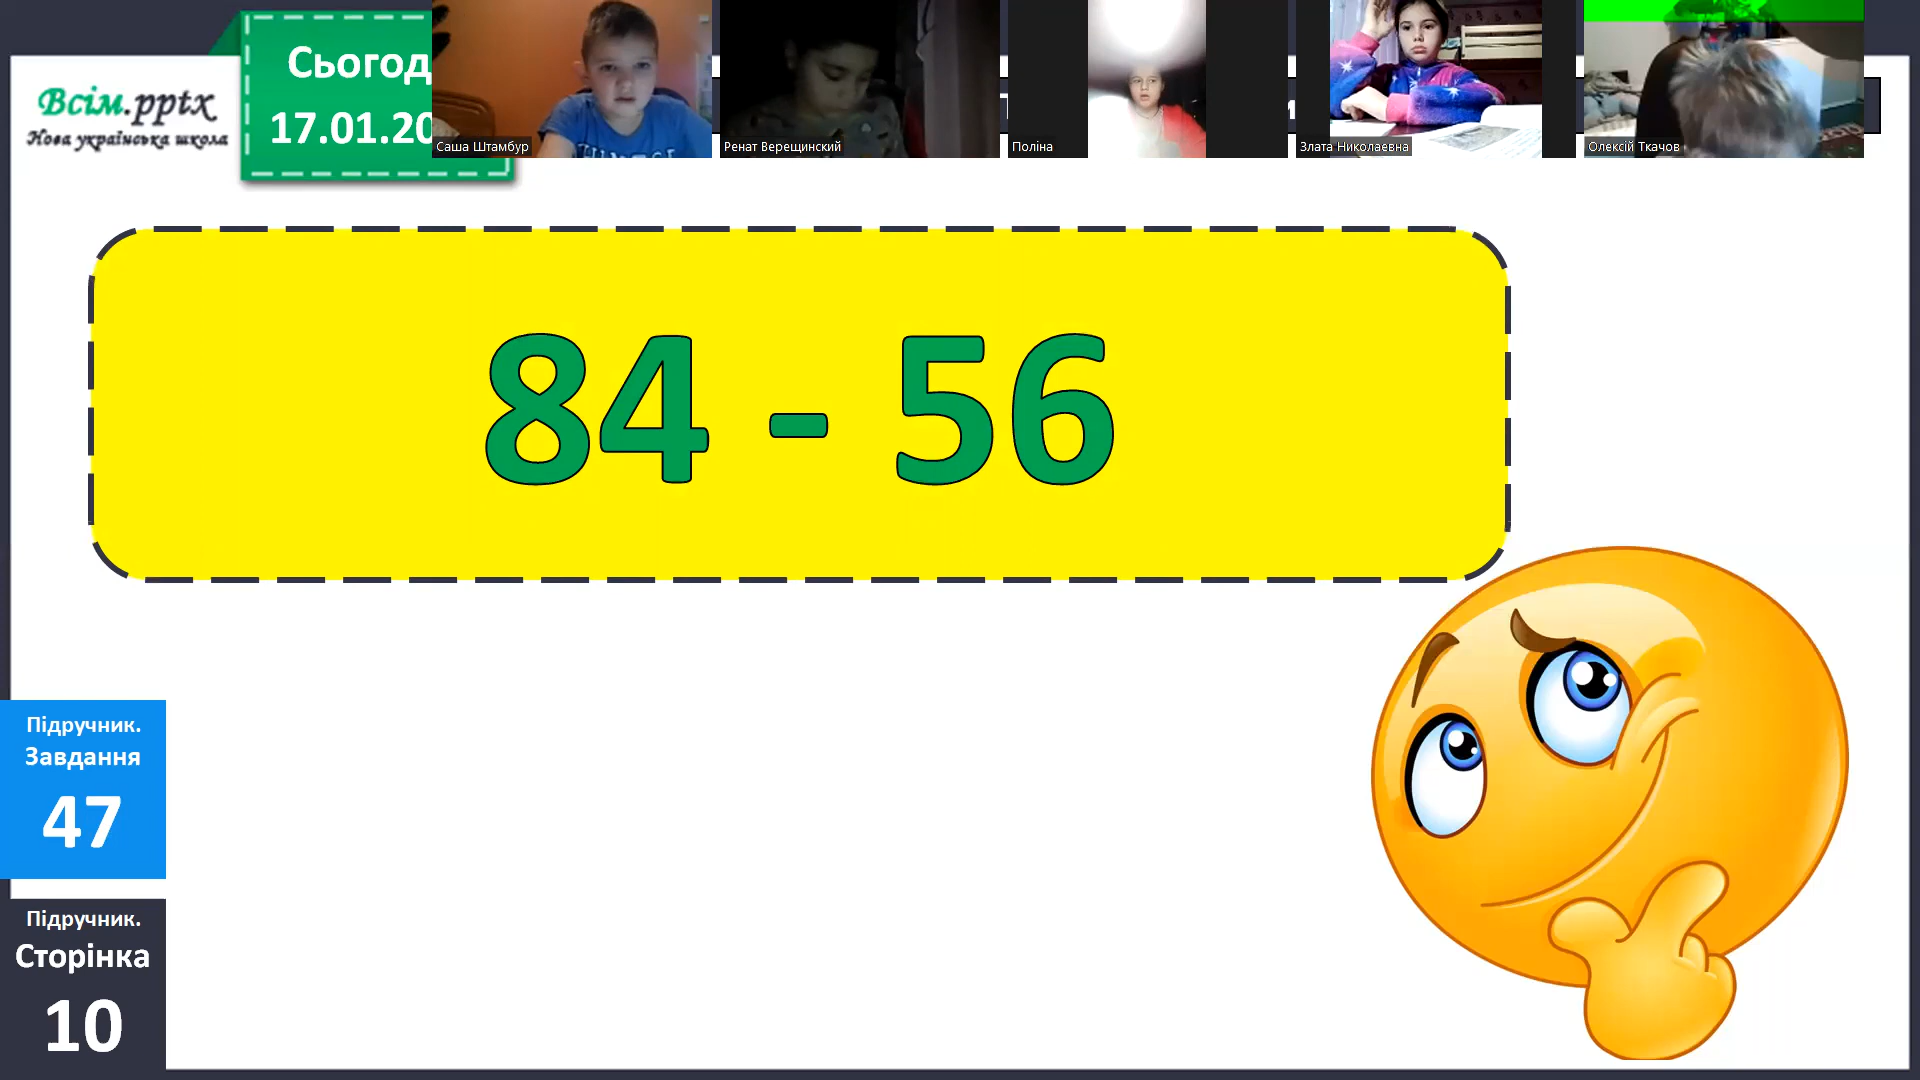 Всім.pptx
Нова українська школа
Сьогод
17.01.20
Саша Штамбур
Ренат Верещинский
Поліна
Злата Николаевна
Олексій Ткачов
84 - 56
Підручник.
Завдання
47
Підручник.
Сторінка
10